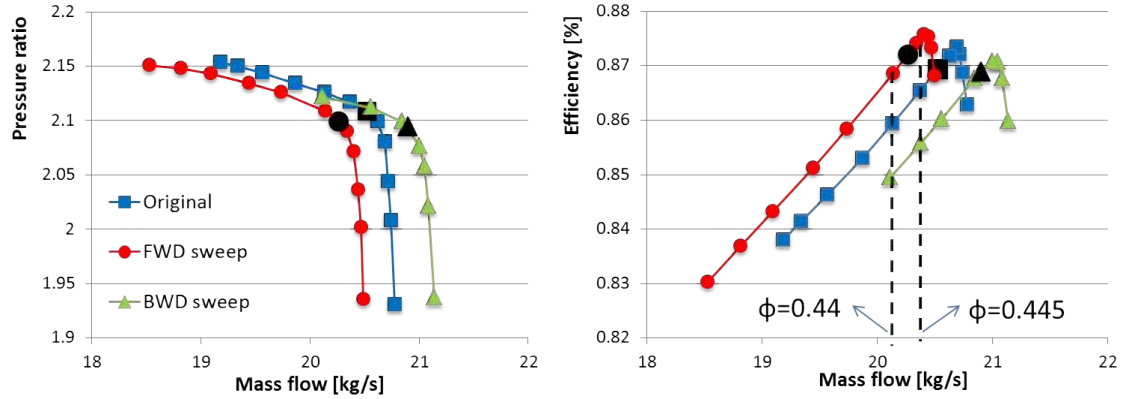 Pressure ratio
2.2
2.15
2.1
2.05
2
1.95
1.9
Original
FWD sweep
BWD sweep
18 19 20 21 22
Mass flow [kg/s]
Efficiency [%]
0.88
0.87
0.86
0.85
0.84
0.83
0.82
ϕ=0.44
ϕ=0.445
18 19 20 21 22
Mass flow [kg/s]